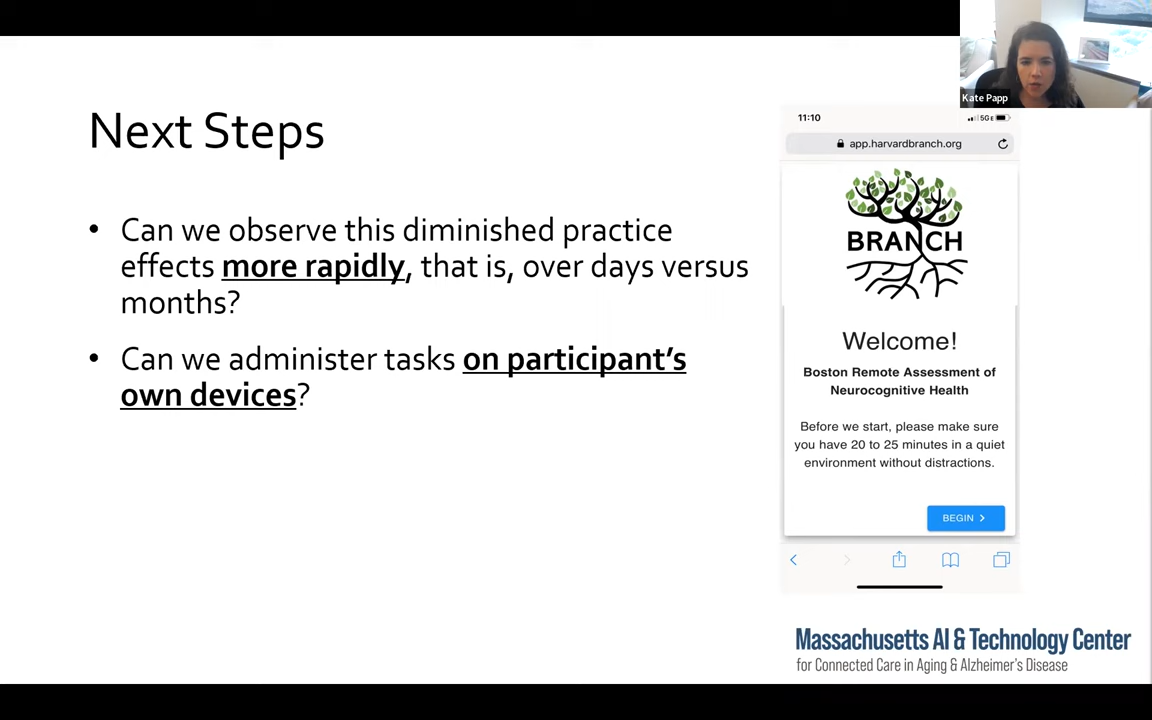 Kate Papp
Next Steps
• Can we observe this diminished practice
effects more rapidly, that is, over days versus
months?
• Can we administer tasks on participant’s
own devices?
11:10
5GE
app.harvardbranch.org
BRANCH
Welcome!
Boston Remote Assessment of
Neurocognitive Health
Before we start, please make sure
you have 20 to 25 minutes in a quiet
environment without distractions.
BEGIN >
Massachusetts AI & Technology Center
for Connected Care in Aging & Alzheimer’s Disease